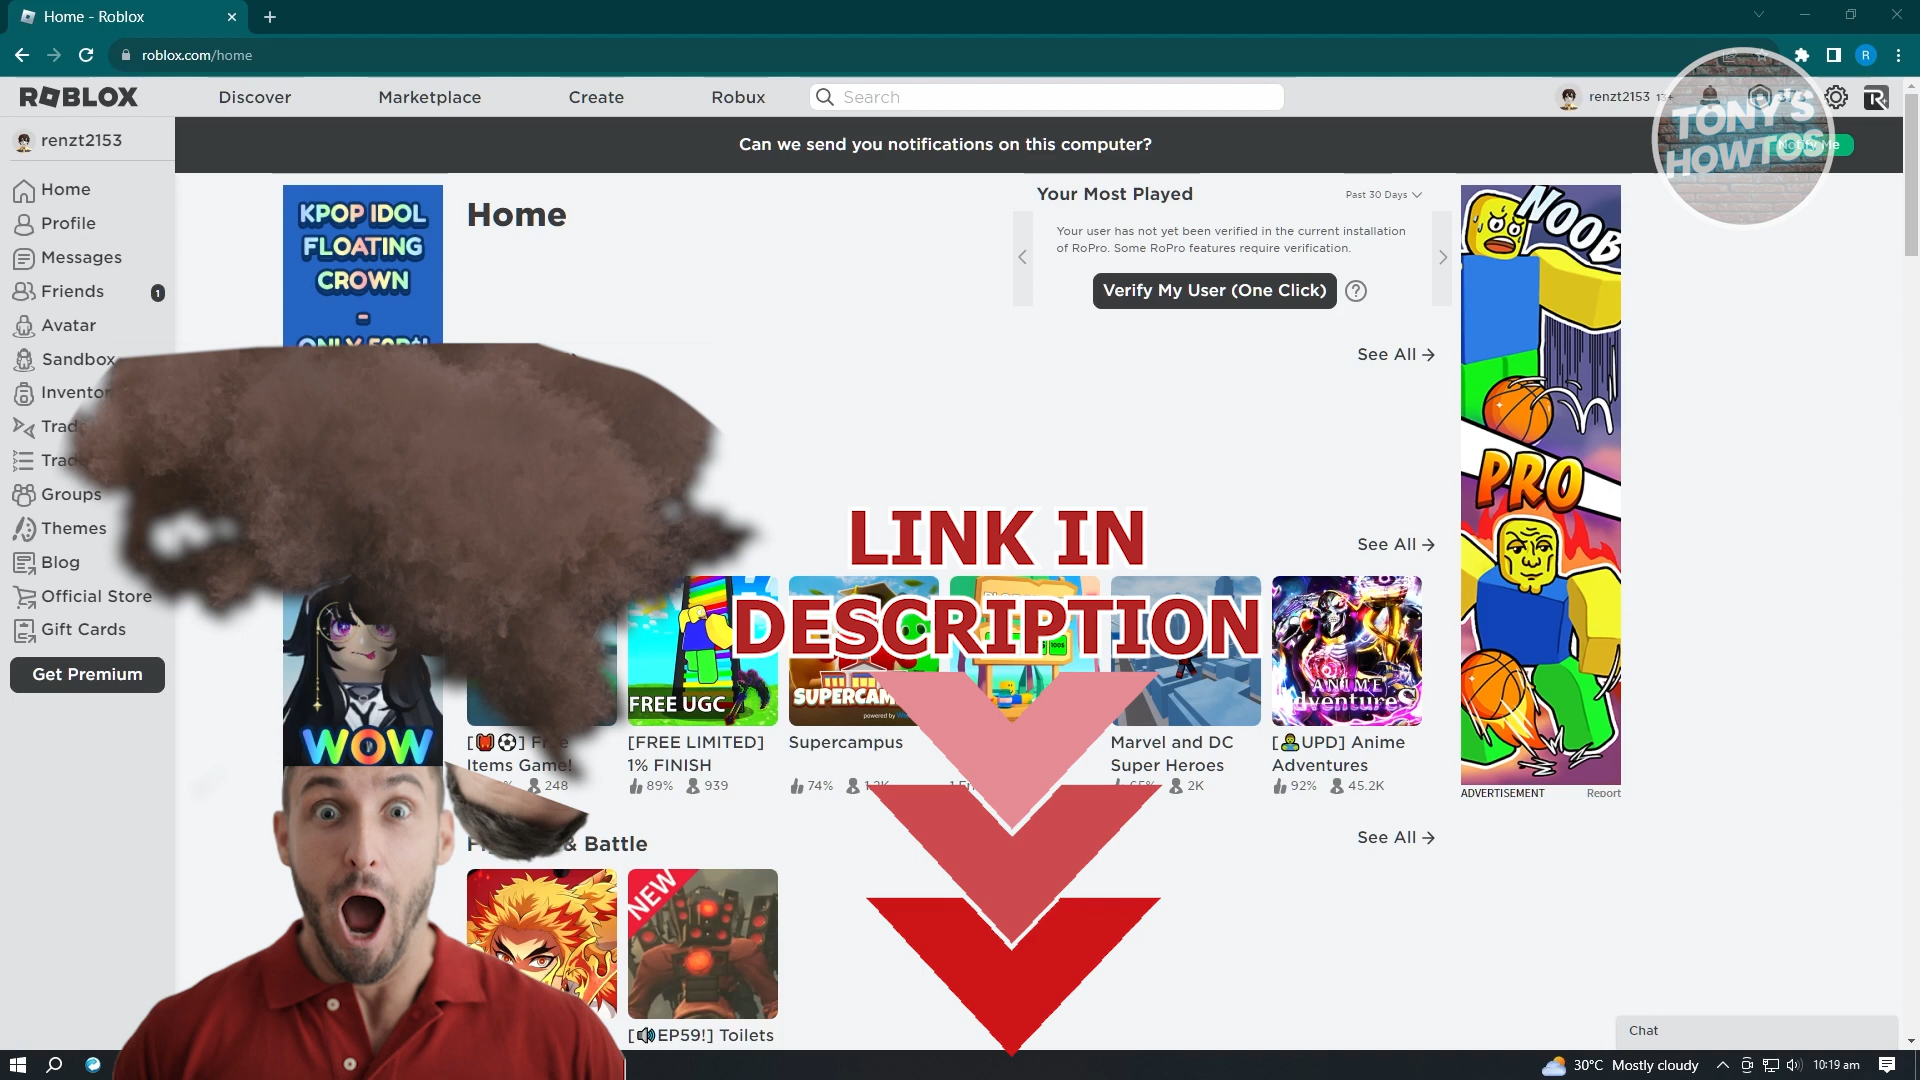 Home - Roblox
roblox.com/home
R
ROBLOX
Discover
Marketplace
Create
Robux
Search
renzt2153
TONY'S
HOWTOS
renzt2153
Can we send you notifications on this computer?
Notify Me
Home
Profile
Messages
Friends
1
Avatar
Sandbox
Groups
Themes
Blog
Official Store
Gift Cards
Get Premium
KPOP IDOL
FLOATING
CROWN
-
WOW
Home
Your Most Played
Past 30 Days
Your user has not yet been verified in the current installation
of RoPro. Some RoPro features require verification.
Verify My User (One Click)
?
See All →
See All →
LINK IN
DESCRIPTION
FREE UGC
ANIME
Items Game!
248
[FREE LIMITED]
1% FINISH
89% 939
Supercampus
74%
Marvel and DC
Super Heroes
2K
[UPD] Anime
Adventures
92% 45.2K
& Battle
See All →
NEW
[EP59!] Toilets
NOOB
PRO
ADVERTISEMENT
Report
Chat
30°C Mostly cloudy
10:19 am